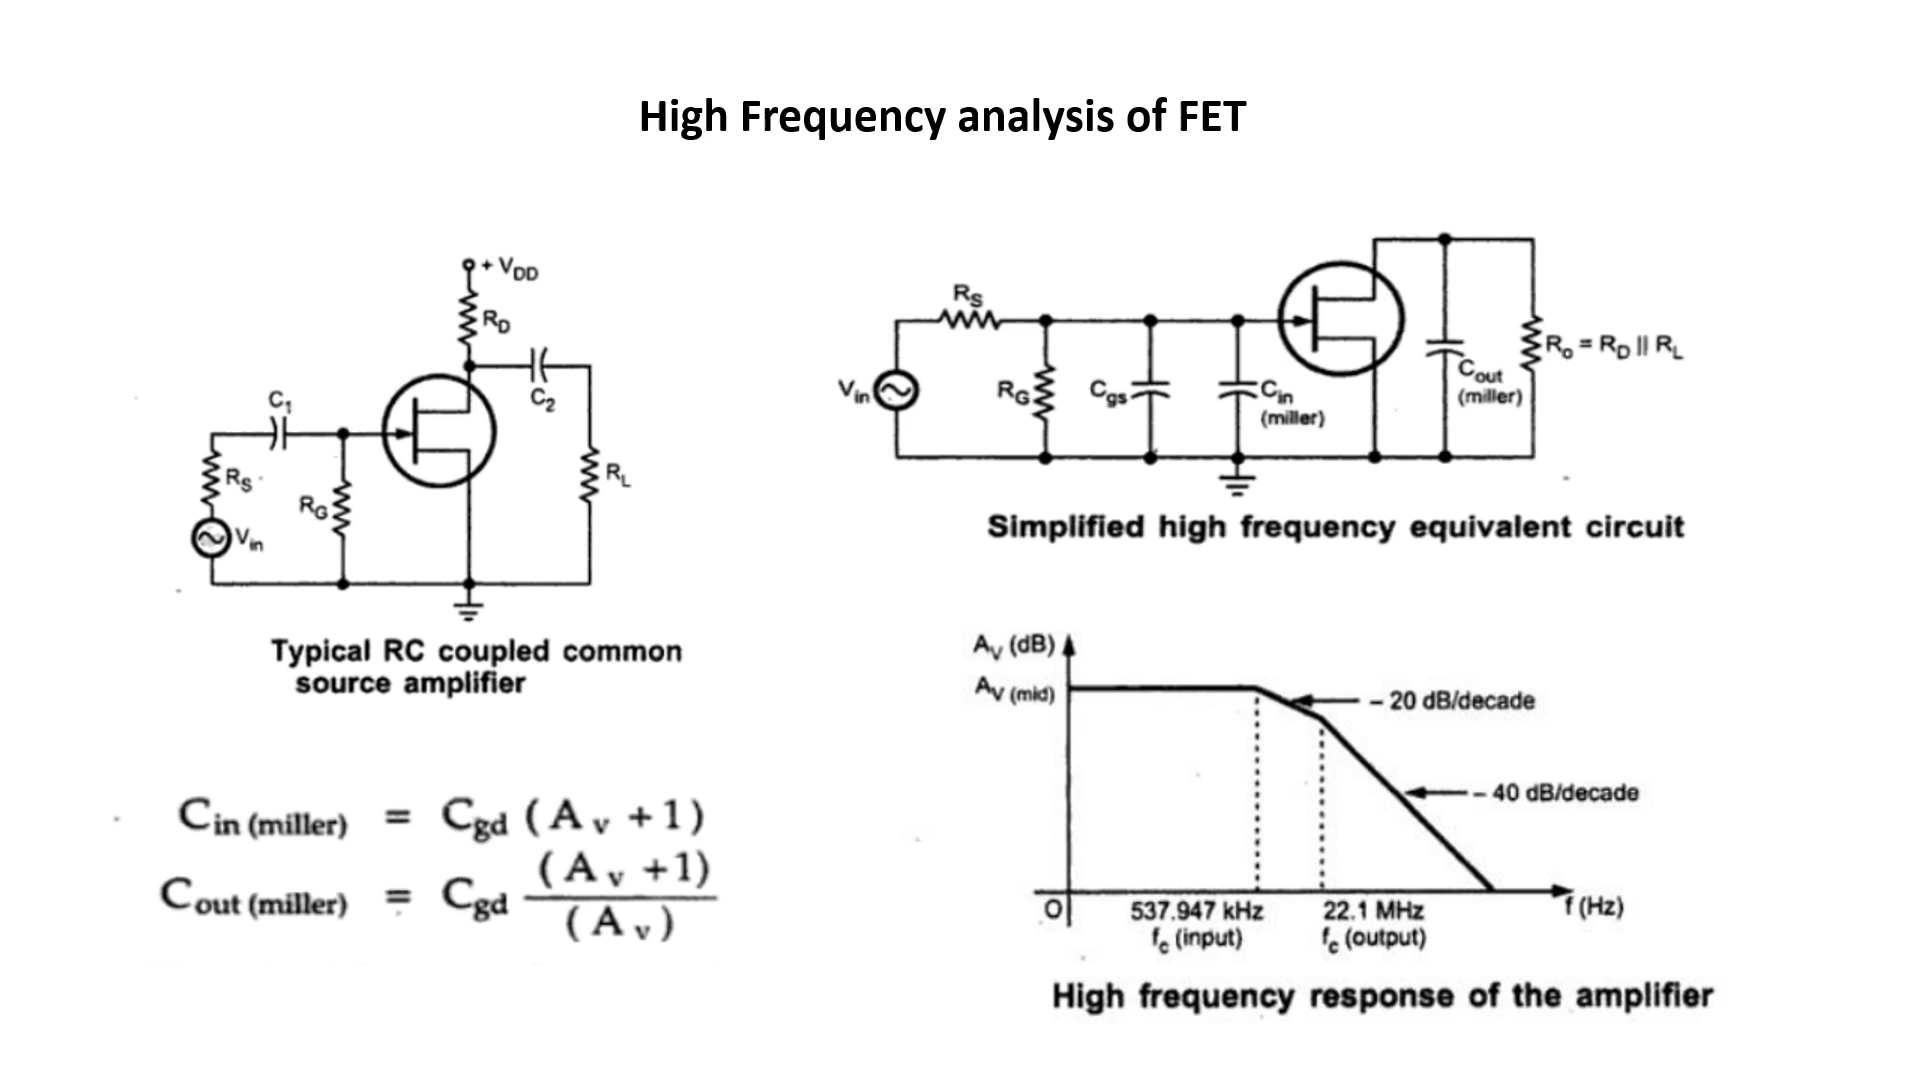 High Frequency analysis of FET
+ VDD
RD
C2
C1
RS
RG
Vin
RL
Typical RC coupled common
source amplifier
Cin (miller) = Cgd (Av +1)
Cout (miller) = Cgd (Av +1)
(Av)
RS
Vin
RG
Cgs
Cin
(miller)
Cout
(miller)
Ro = RD || RL
Simplified high frequency equivalent circuit
AV (dB)
AV (mid)
– 20 dB/decade
– 40 dB/decade
O
537.947 kHz
fc (input)
22.1 MHz
fc (output)
f (Hz)
High frequency response of the amplifier